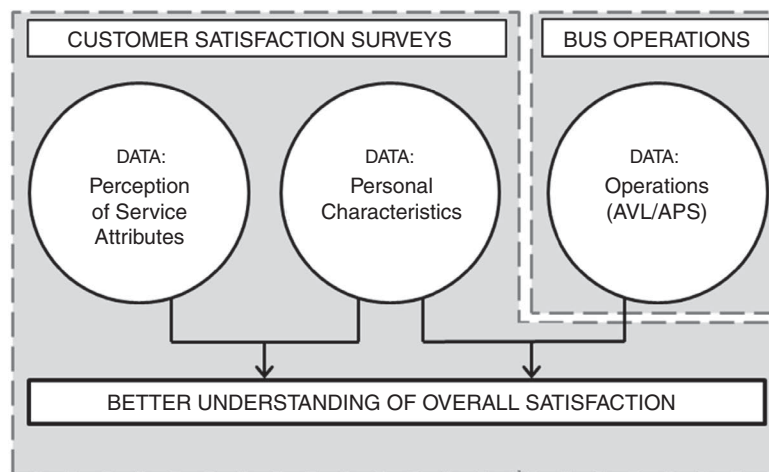 CUSTOMER SATISFACTION SURVEYS
BUS OPERATIONS
DATA:
Perception
of Service
Attributes
DATA:
Personal
Characteristics
DATA:
Operations
(AVL/APS)
BETTER UNDERSTANDING OF OVERALL SATISFACTION